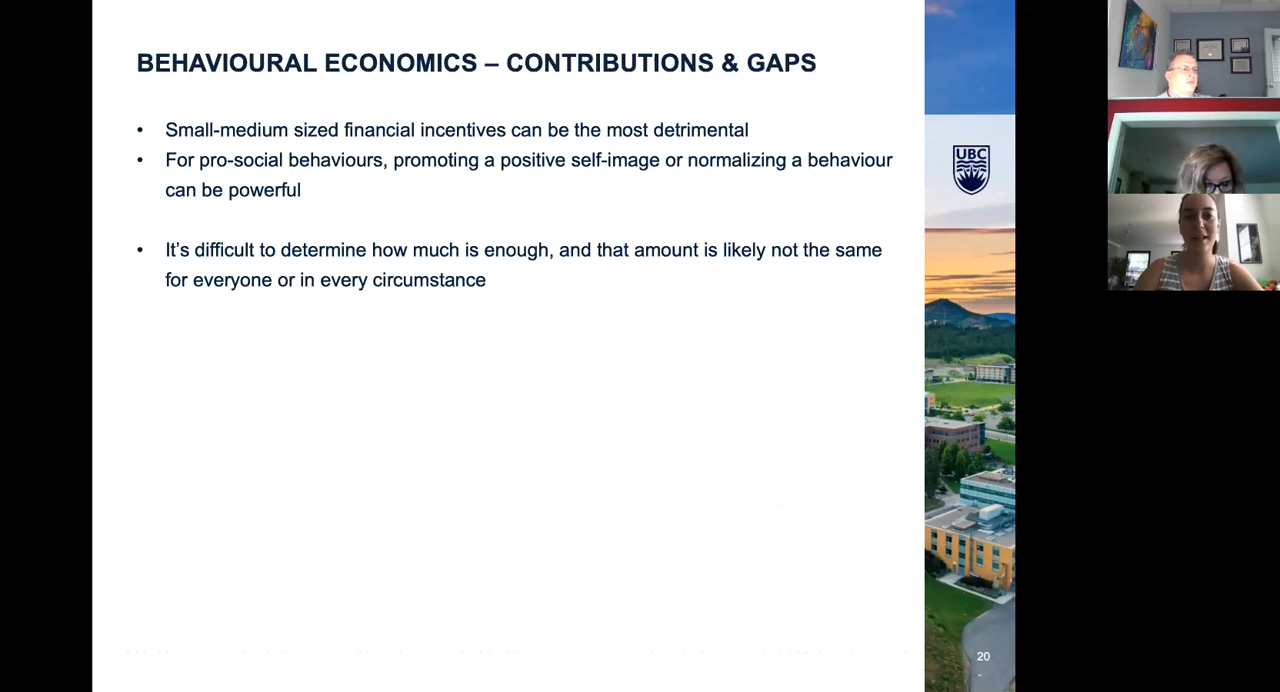 BEHAVIOURAL ECONOMICS – CONTRIBUTIONS & GAPS
• Small-medium sized financial incentives can be the most detrimental
• For pro-social behaviours, promoting a positive self-image or normalizing a behaviour
can be powerful
• It’s difficult to determine how much is enough, and that amount is likely not the same
for everyone or in every circumstance
UBC
20